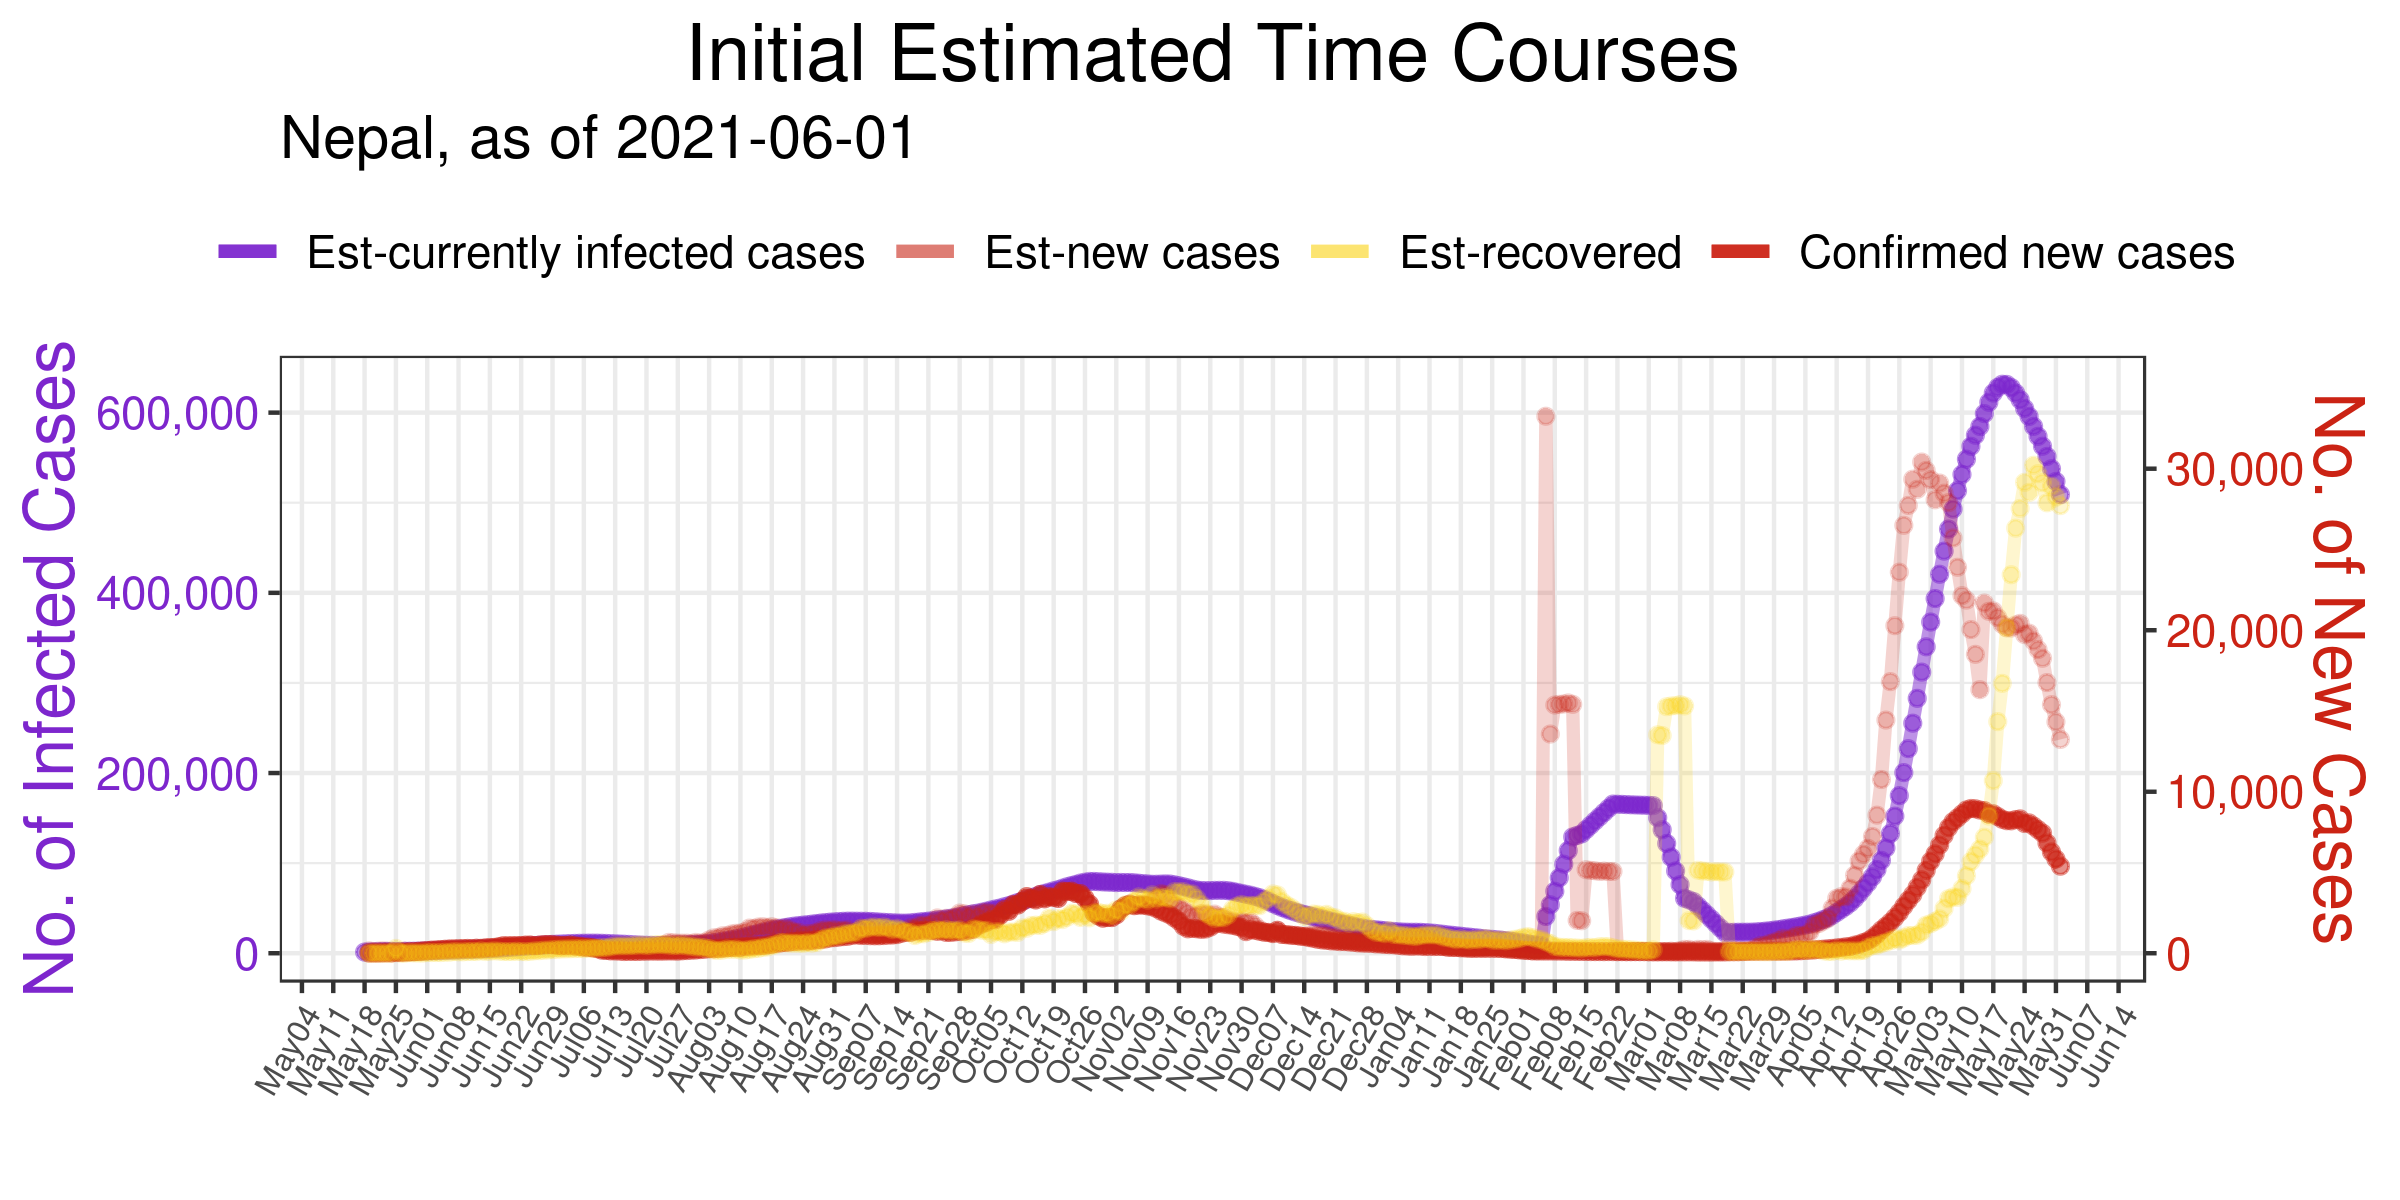 Initial Estimated Time Courses
Nepal, as of 2021-06-01
Est-currently infected cases Est-new cases Est-recovered Confirmed new cases
No. of Infected Cases
600,000
400,000
200,000
0
30,000
20,000
10,000
0
No. of New Cases
May04 May11 May18 May25 Jun01 Jun08 Jun15 Jun22 Jun29 Jul06 Jul13 Jul20 Jul27 Aug03 Aug10 Aug17 Aug24 Aug31 Sep07 Sep14 Sep21 Sep28 Oct05 Oct12 Oct19 Oct26 Nov02 Nov09 Nov16 Nov23 Nov30 Dec07 Dec14 Dec21 Dec28 Jan04 Jan11 Jan18 Jan25 Feb01 Feb08 Feb15 Feb22 Mar01 Mar08 Mar15 Mar22 Mar29 Apr05 Apr12 Apr19 Apr26 May03 May10 May17 May24 May31 Jun07 Jun14